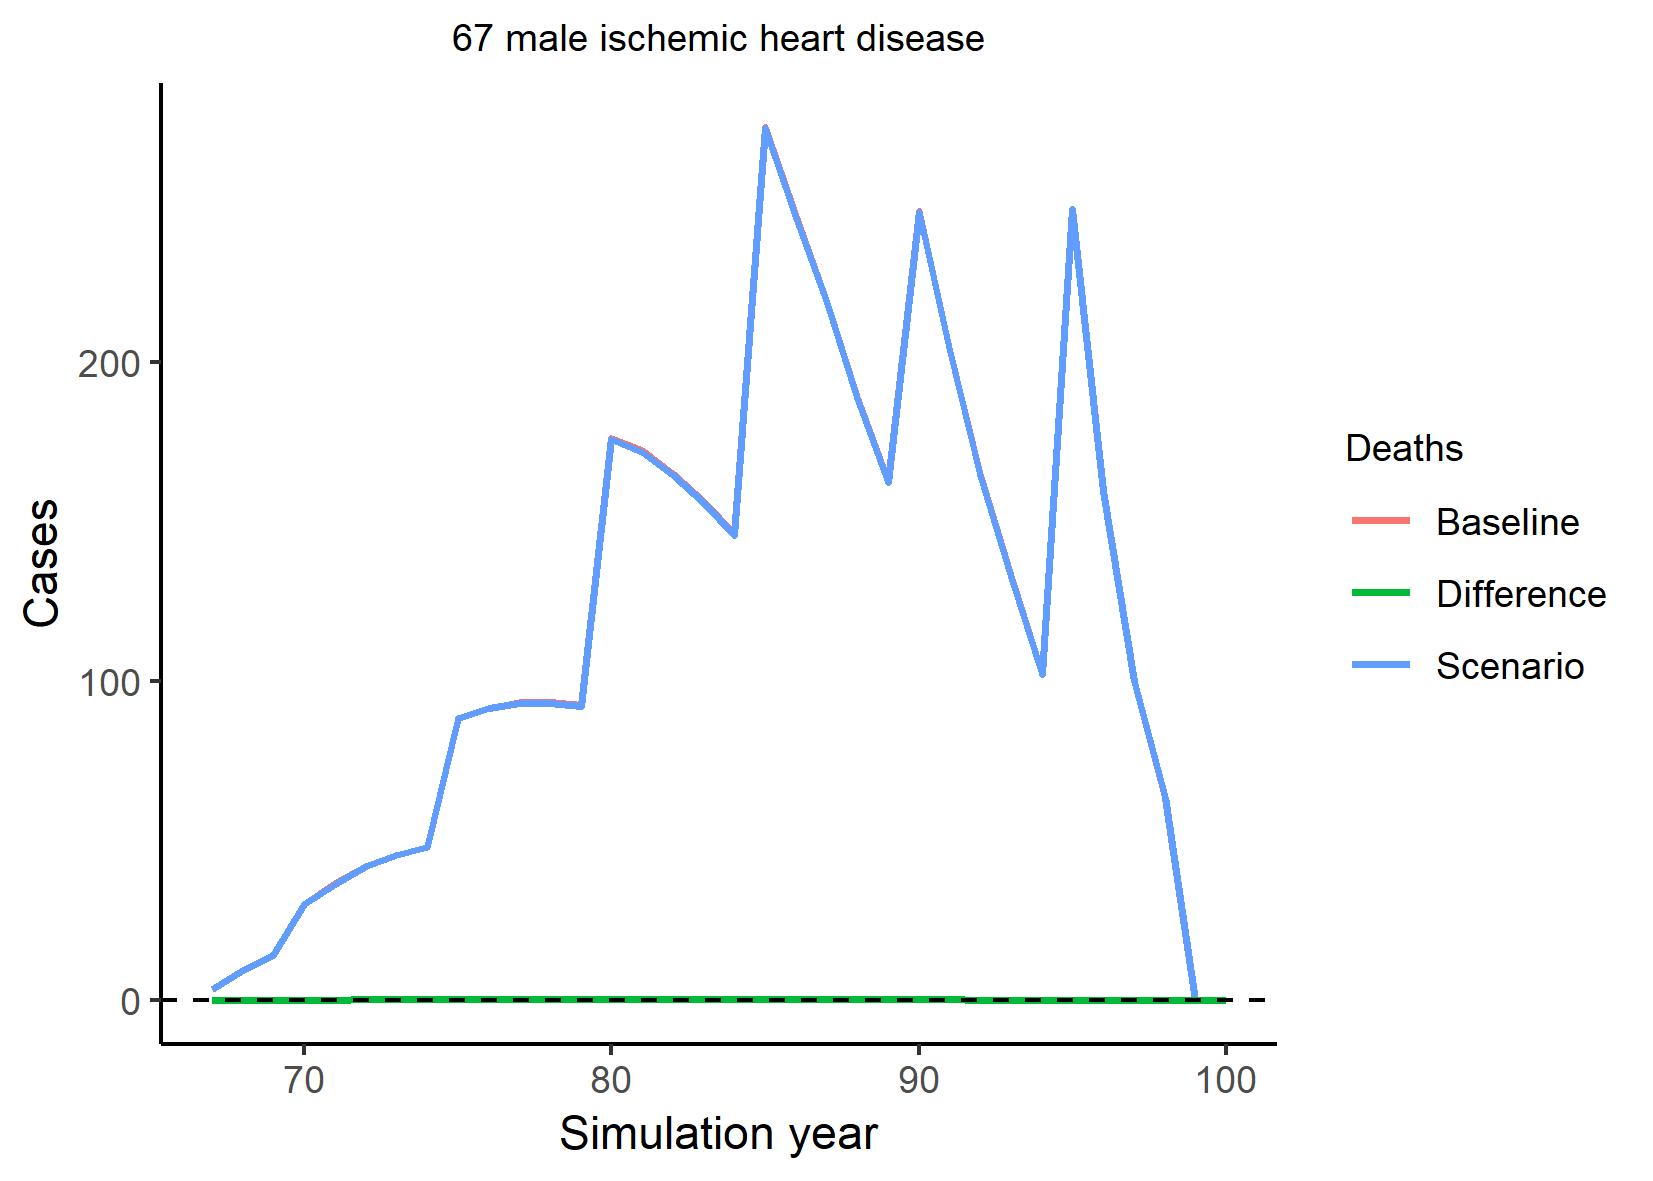 67 male ischemic heart disease
Cases
200
100
0
70 80 90 100
Simulation year
Deaths
Baseline
Difference
Scenario